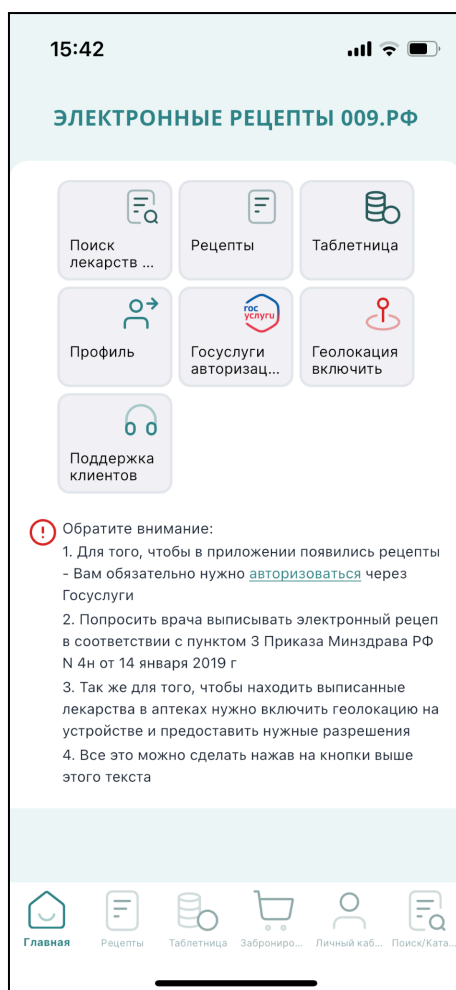 15:42
ЭЛЕКТРОННЫЕ РЕЦЕПТЫ 009.РФ
Поиск
лекарств ...
Рецепты
Таблетница
Профиль
гос
услуги
Госуслуги
авторизац...
Геолокация
включить
Поддержка
клиентов
Обратите внимание:
1. Для того, чтобы в приложении появились рецепты
- Вам обязательно нужно авторизоваться через
Госуслуги
2. Попросить врача выписывать электронный рецеп
в соответствии с пунктом 3 Приказа Минздрава РФ
N 4н от 14 января 2019 г
3. Так же для того, чтобы находить выписанные
лекарства в аптеках нужно включить геолокацию на
устройстве и предоставить нужные разрешения
4. Все это можно сделать нажав на кнопки выше
этого текста
Главная
Рецепты
Таблетница
Заброниро...
Личный каб...
Поиск/Ката...